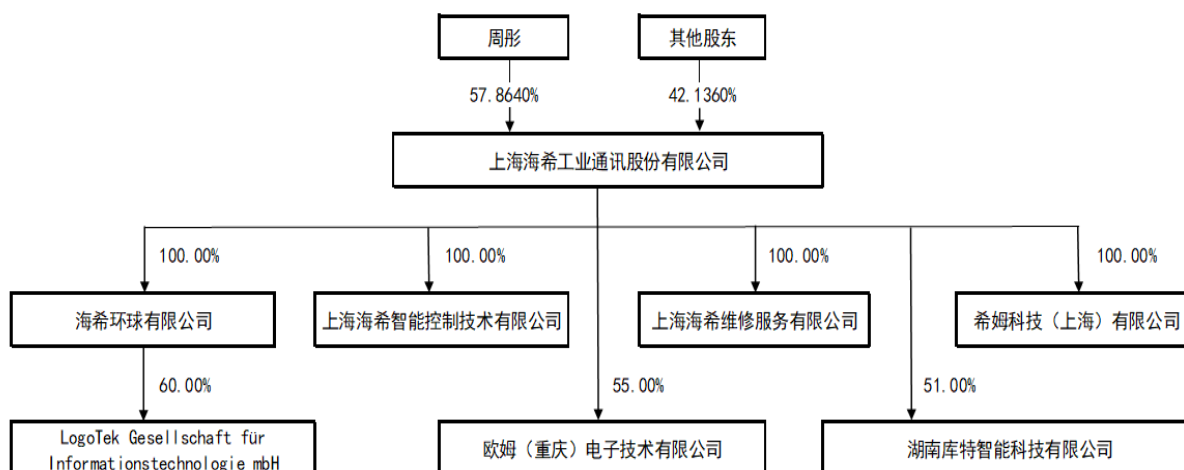 周彤
其他股东
57.8640%
42.1360%
上海海希工业通讯股份有限公司
100.00%
100.00%
100.00%
100.00%
海希环球有限公司
上海海希智能控制技术有限公司
上海海希维修服务有限公司
希姆科技（上海）有限公司
60.00%
55.00%
51.00%
LogoTek Gesellschaft für
Informationstechnologie mbH
欧姆（重庆）电子技术有限公司
湖南库特智能科技有限公司